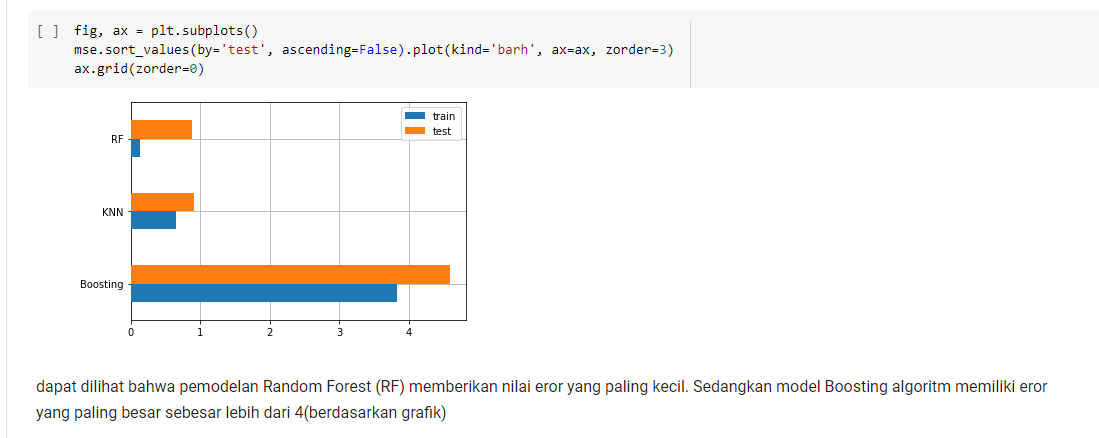 [ ] fig, ax = plt.subplots()
mse.sort_values(by='test', ascending=False).plot(kind='barh', ax=ax, zorder=3)
ax.grid(zorder=0)
train
test
RF
KNN
Boosting
0 1 2 3 4
dapat dilihat bahwa pemodelan Random Forest (RF) memberikan nilai eror yang paling kecil. Sedangkan model Boosting algoritm memiliki eror
yang paling besar sebesar lebih dari 4(berdasarkan grafik)